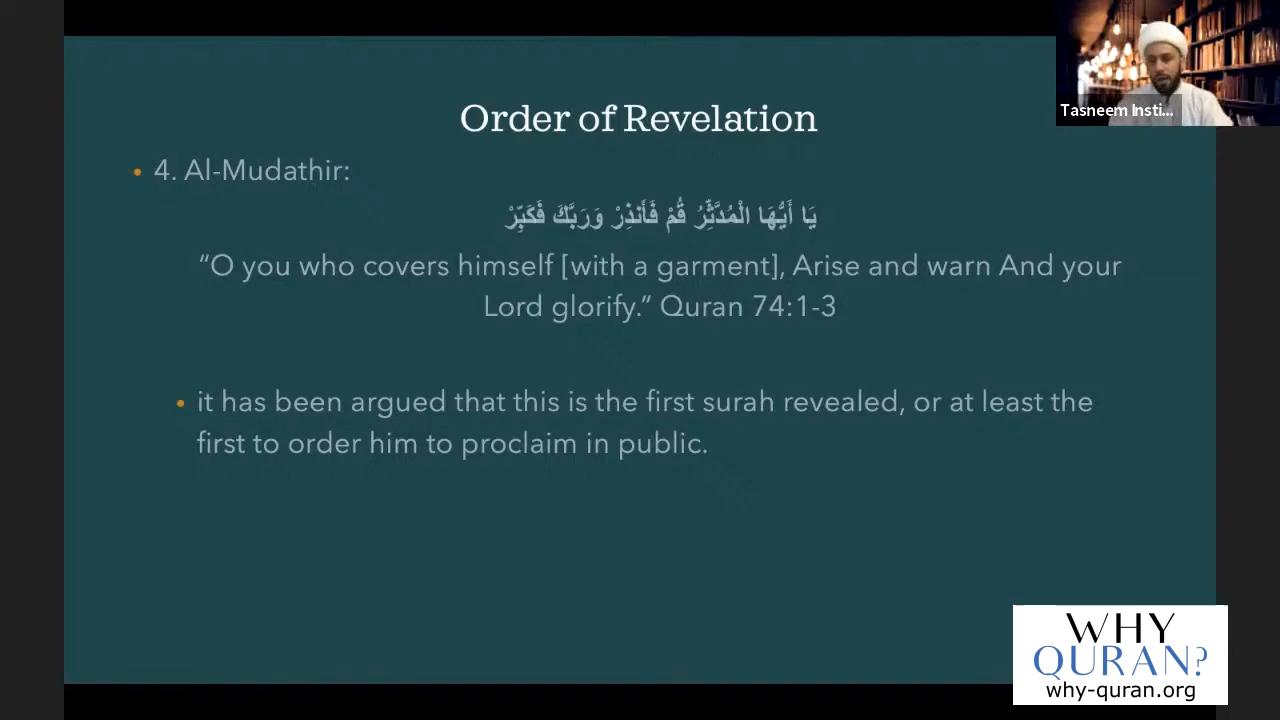 Tasneem Insti...
Order of Revelation
• 4. Al-Mudathir:
يَا أَيُّهَا الْمُدَّثِّرُ قُمْ فَأَنذِرْ وَرَبَّكَ فَكَبِّرْ
“O you who covers himself [with a garment], Arise and warn And your
Lord glorify.” Quran 74:1-3
• it has been argued that this is the first surah revealed, or at least the
first to order him to proclaim in public.
WHY
QURAN?
why-quran.org